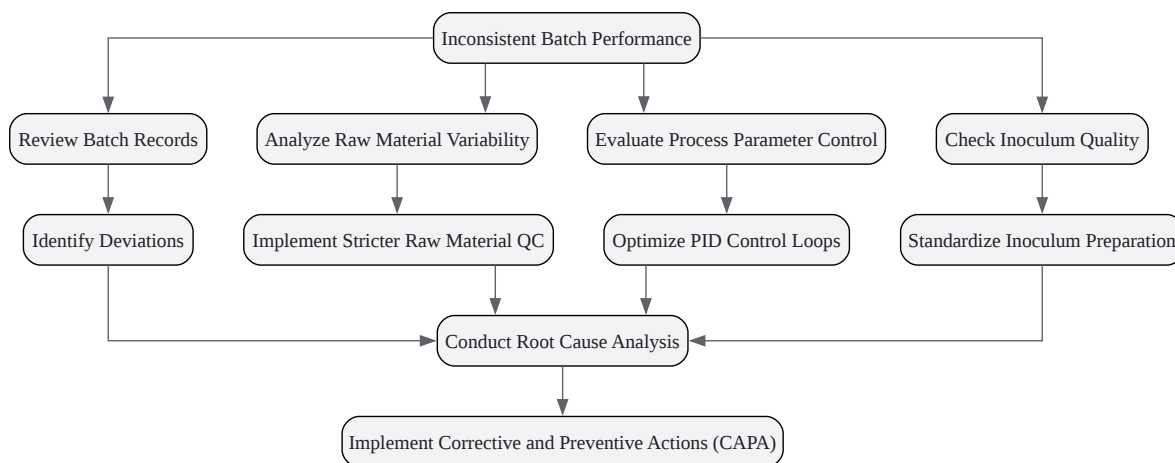 Inconsistent Batch Performance
Review Batch Records
Analyze Raw Material Variability
Evaluate Process Parameter Control
Check Inoculum Quality
Identify Deviations
Implement Stricter Raw Material QC
Optimize PID Control Loops
Standardize Inoculum Preparation
Conduct Root Cause Analysis
Implement Corrective and Preventive Actions (CAPA)